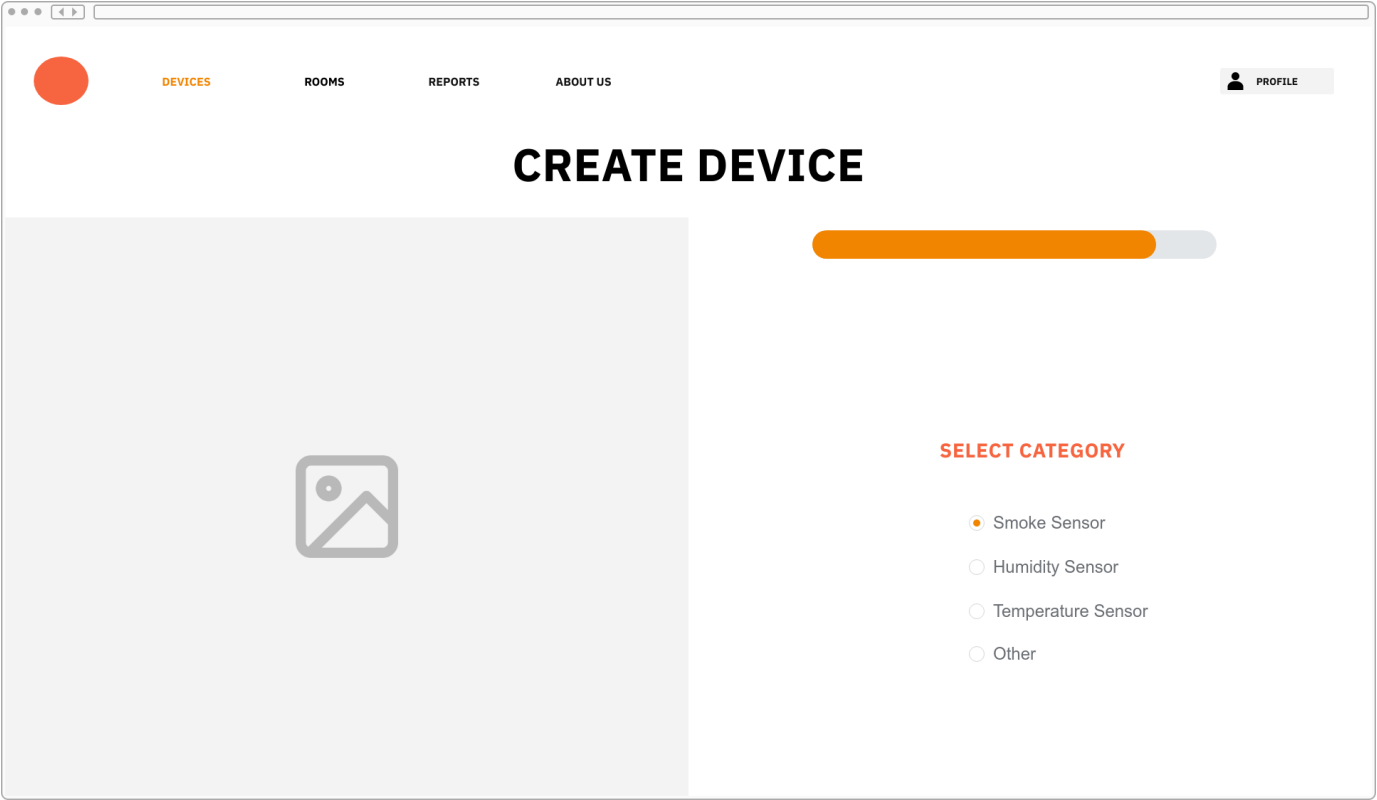 DEVICES ROOMS REPORTS ABOUT US PROFILE
CREATE DEVICE
SELECT CATEGORY
Smoke Sensor
Humidity Sensor
Temperature Sensor
Other